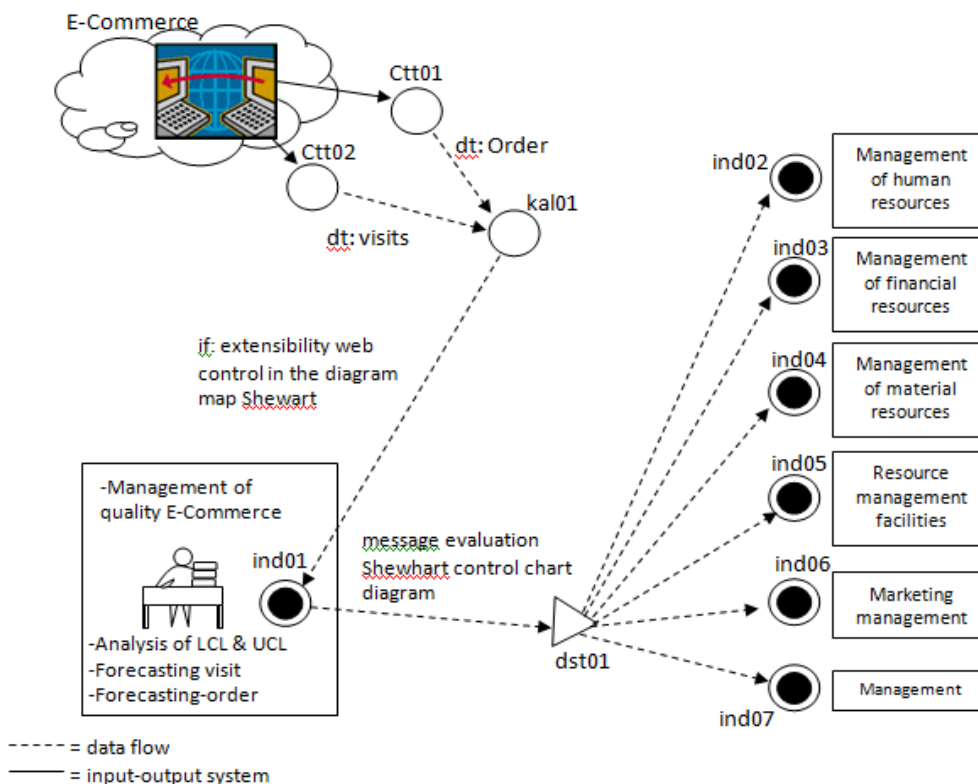 E-Commerce
Ctt01
Ctt02
dt: Order
dt: visits
kal01
if: extensibility web
control in the diagram
map Shewart
-Management of
quality E-Commerce
ind01
-Analysis of LCL & UCL
-Forecasting visit
-Forecasting-order
message evaluation
Shewhart control chart
diagram
dst01
ind02
Management
of human
resources
ind03
Management
of financial
resources
ind04
Management
of material
resources
ind05
Resource
management
facilities
ind06
Marketing
management
ind07
Management
= data flow
= input-output system